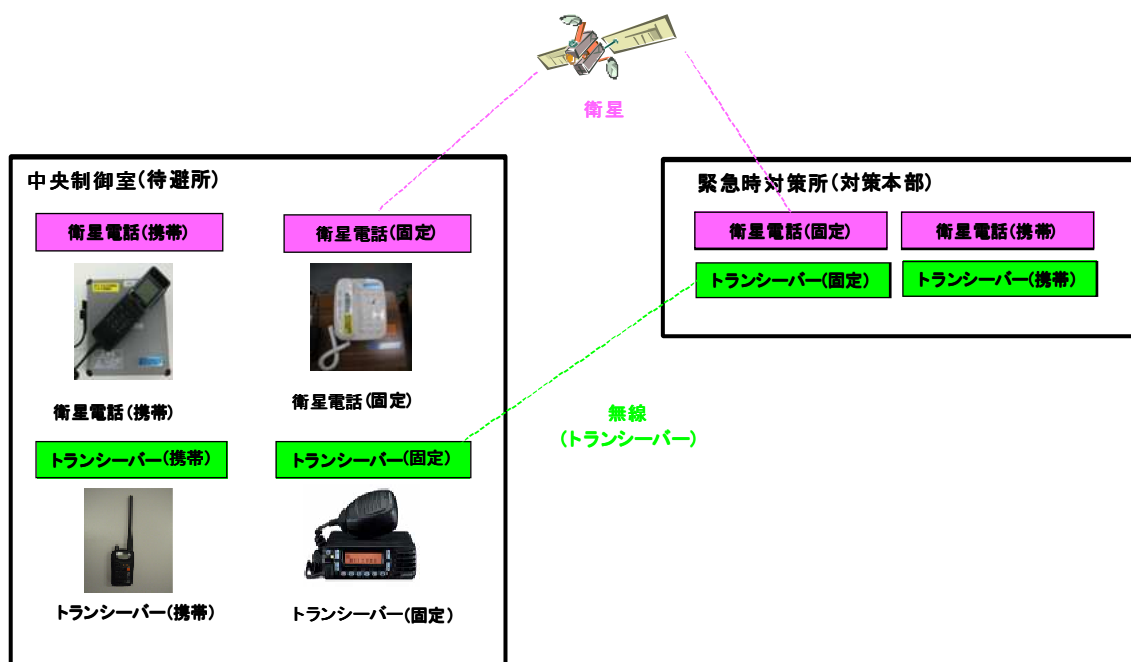 衛星
中央制御室(待避所)
衛星電話(携帯)
衛星電話(固定)
衛星電話(携帯)
衛星電話(固定)
トランシーバー(携帯)
トランシーバー(固定)
トランシーバー(携帯)
トランシーバー(固定)
緊急時対策所(対策本部)
衛星電話(固定)
衛星電話(携帯)
トランシーバー(固定)
トランシーバー(携帯)
無線
(トランシーバー)